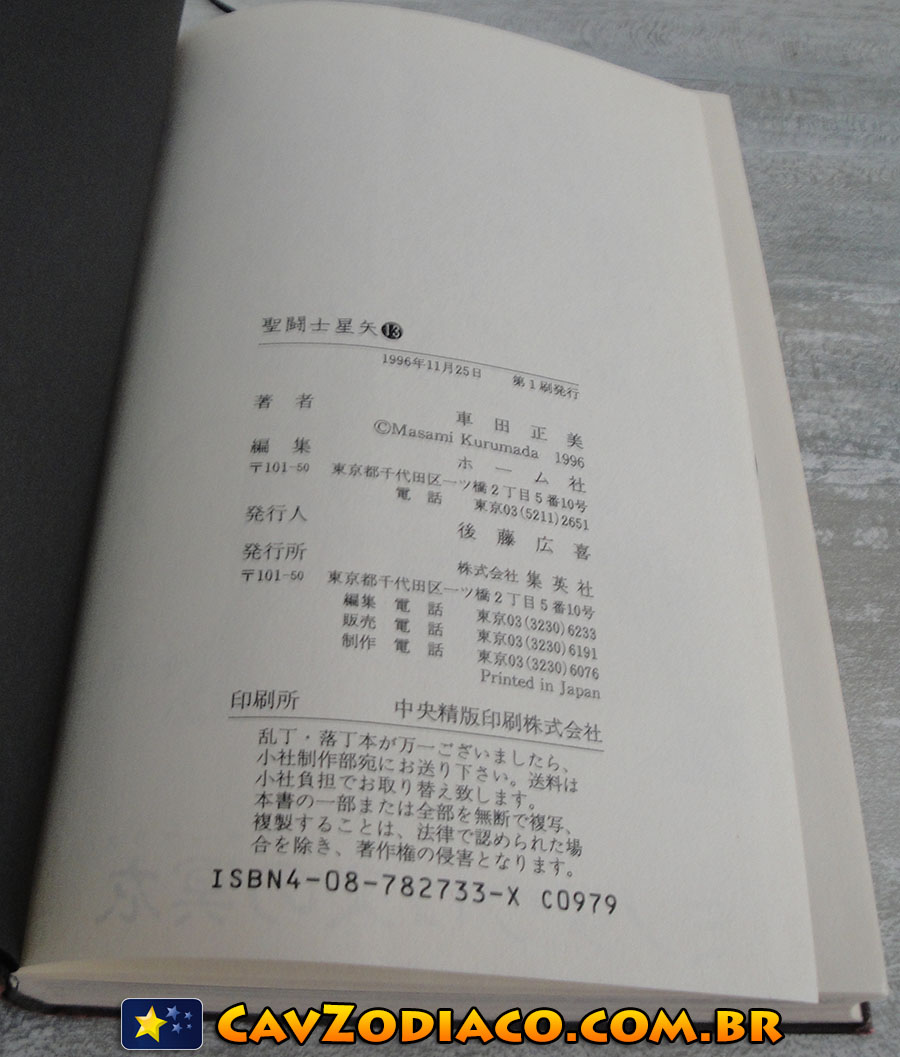 聖闘士星矢⓭
1996年11月25日 第1刷発行
著者 車田正美
©Masami Kurumada 1996
編集 ホーム社
〒101-50 東京都千代田区一ツ橋2丁目5番10号
電話 東京03(5211)2651
発行人 後藤広喜
発行所 株式会社 集英社
〒101-50 東京都千代田区一ツ橋2丁目5番10号
編集 電話 東京03(3230)6233
販売 電話 東京03(3230)6191
制作 電話 東京03(3230)6076
Printed in Japan
印刷所 中央精版印刷株式会社
乱丁・落丁本が万一ございましたら、
小社制作部宛にお送り下さい。送料は
小社負担でお取り替え致します。
本書の一部または全部を無断で複写、
複製することは、法律で認められた場
合を除き、著作権の侵害となります。
ISBN4-08-782733-X C0979
CavZodiaco.com.br